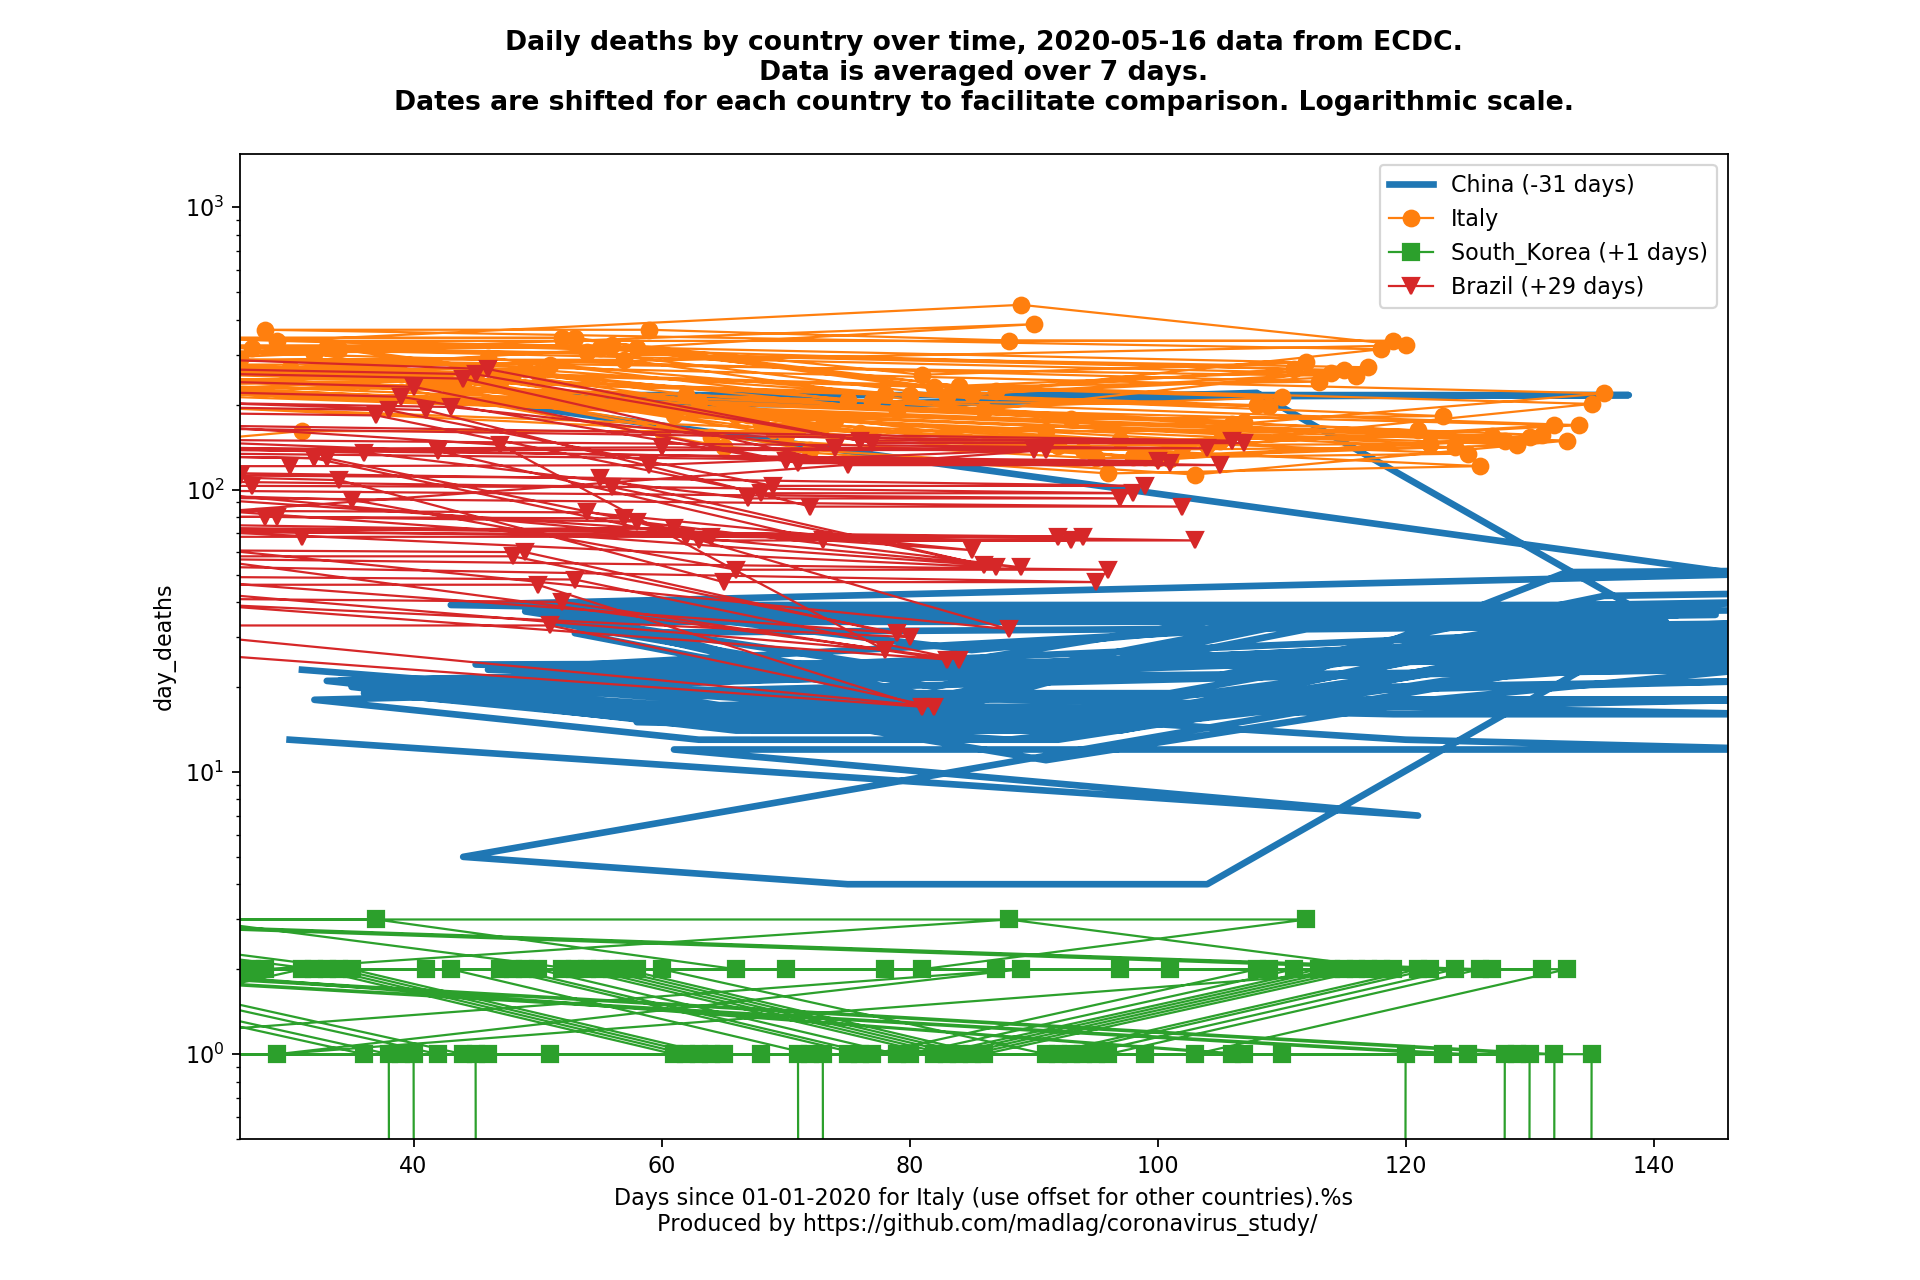 Daily deaths by country over time, 2020-05-16 data from ECDC.
Data is averaged over 7 days.
Dates are shifted for each country to facilitate comparison. Logarithmic scale.
China (-31 days)
Italy
South_Korea (+1 days)
Brazil (+29 days)
10³
10²
10¹
10⁰
day_deaths
40 60 80 100 120 140
Days since 01-01-2020 for Italy (use offset for other countries).%s
Produced by https://github.com/madlag/coronavirus_study/